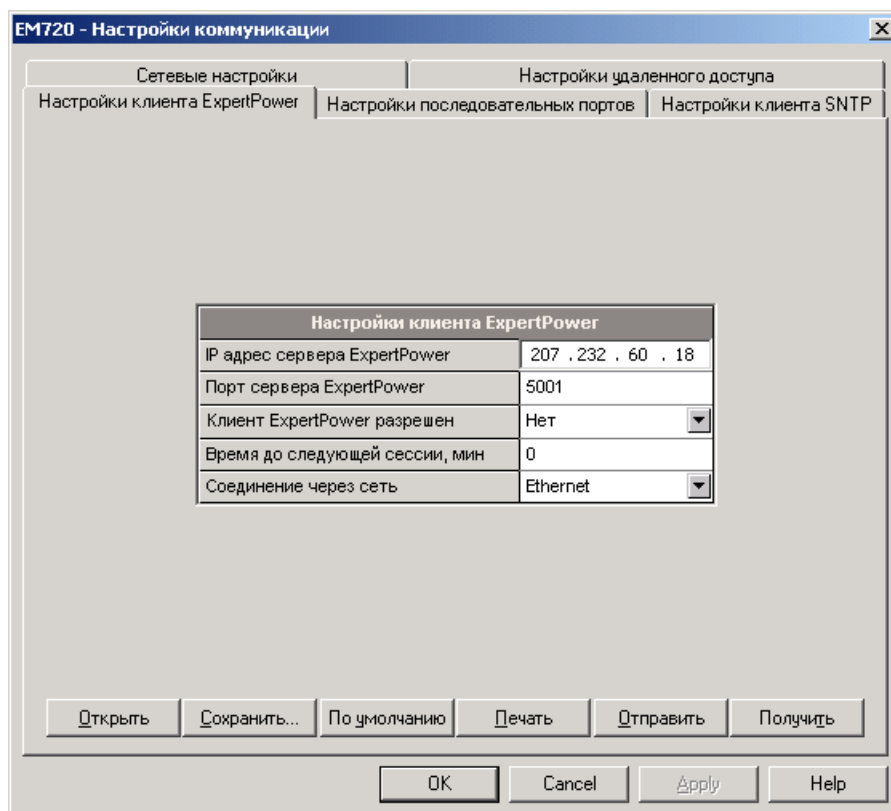 EM720 - Настройки коммуникации
Сетевые настройки Настройки удаленного доступа
Настройки клиента ExpertPower Настройки последовательных портов Настройки клиента SNTP
Настройки клиента ExpertPower
IP адрес сервера ExpertPower 207 . 232 . 60 . 18
Порт сервера ExpertPower 5001
Клиент ExpertPower разрешен Нет
Время до следующей сессии, мин 0
Соединение через сеть Ethernet
Открыть Сохранить... По умолчанию Печать Отправить Получить
OK Cancel Apply Help